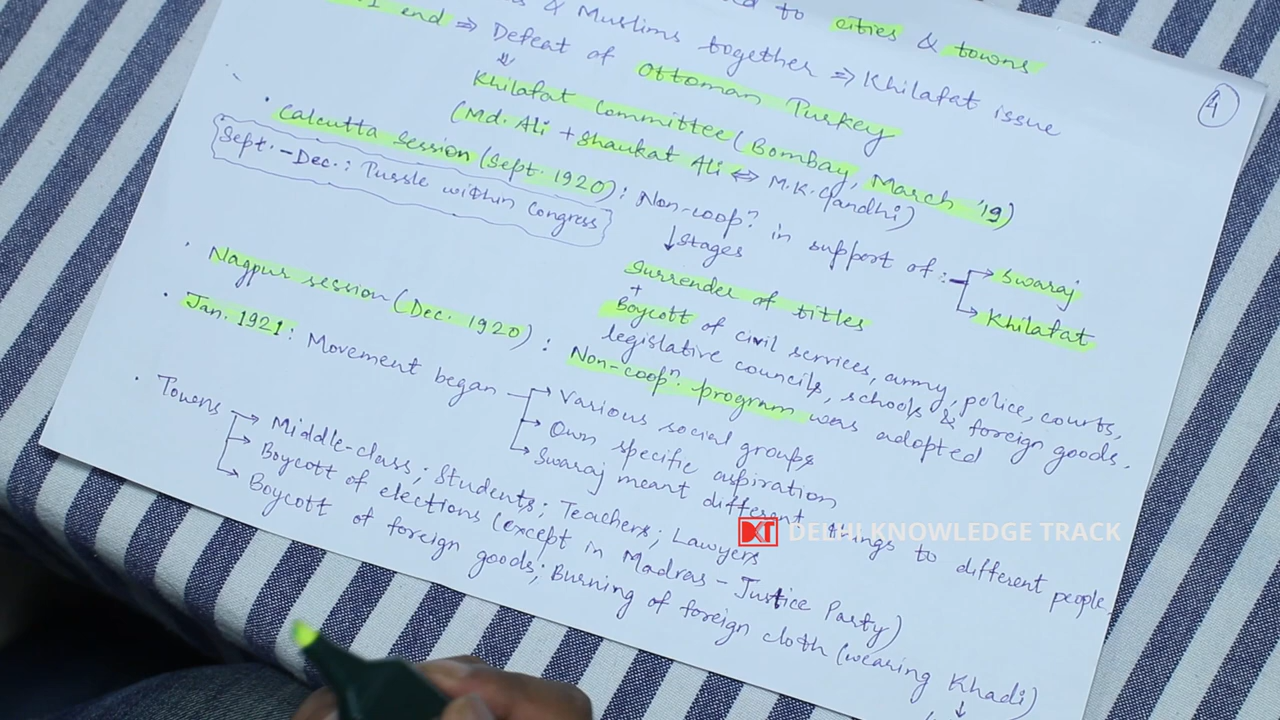 to cities & towns
& Muslims together ⇒ Khilafat issue
1 end ⇒ Defeat of Ottoman Turkey
⇓
Khilafat Committee (Bombay, March '19)
(Md. Ali + Shaukat Ali ⇔ M.K. Gandhi)
4
• Calcutta session (Sept. 1920) : Non-coopn. in support of : → Swaraj
→ Khilafat
Sept. - Dec. : Pussle within Congress
↓ stages
Surrender of titles
+
Boycott of civil services, army, police, courts,
legislative councils, schools & foreign goods.
• Nagpur session (Dec. 1920) : Non-coopn. program was adopted
• Jan. 1921 : Movement began → Various social groups
→ Own specific aspiration
→ Swaraj meant different things to different people.
• Towns → Middle-class ; Students ; Teachers ; Lawyers
→ Boycott of elections (except in Madras - Justice Party)
→ Boycott of foreign goods ; Burning of foreign cloth (wearing Khadi)
↓
DKT DELHI KNOWLEDGE TRACK